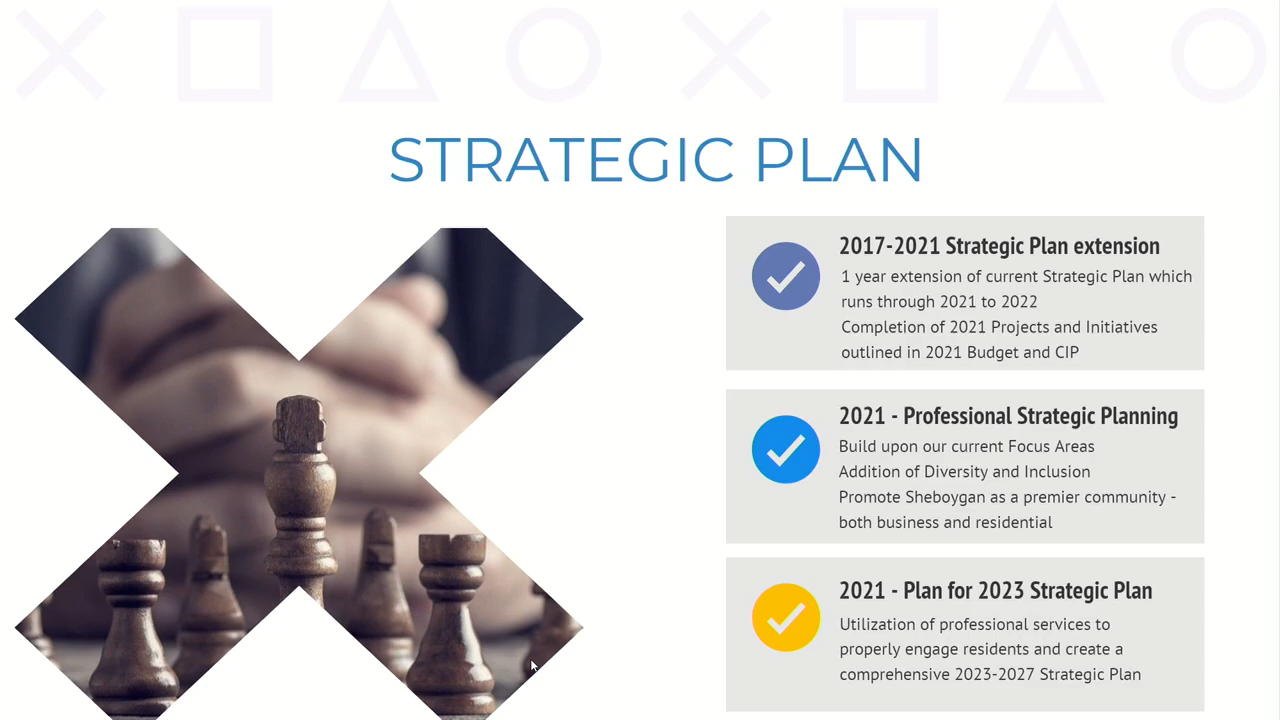 STRATEGIC PLAN
2017-2021 Strategic Plan extension
1 year extension of current Strategic Plan which
runs through 2021 to 2022
Completion of 2021 Projects and Initiatives
outlined in 2021 Budget and CIP
2021 - Professional Strategic Planning
Build upon our current Focus Areas
Addition of Diversity and Inclusion
Promote Sheboygan as a premier community -
both business and residential
2021 - Plan for 2023 Strategic Plan
Utilization of professional services to
properly engage residents and create a
comprehensive 2023-2027 Strategic Plan